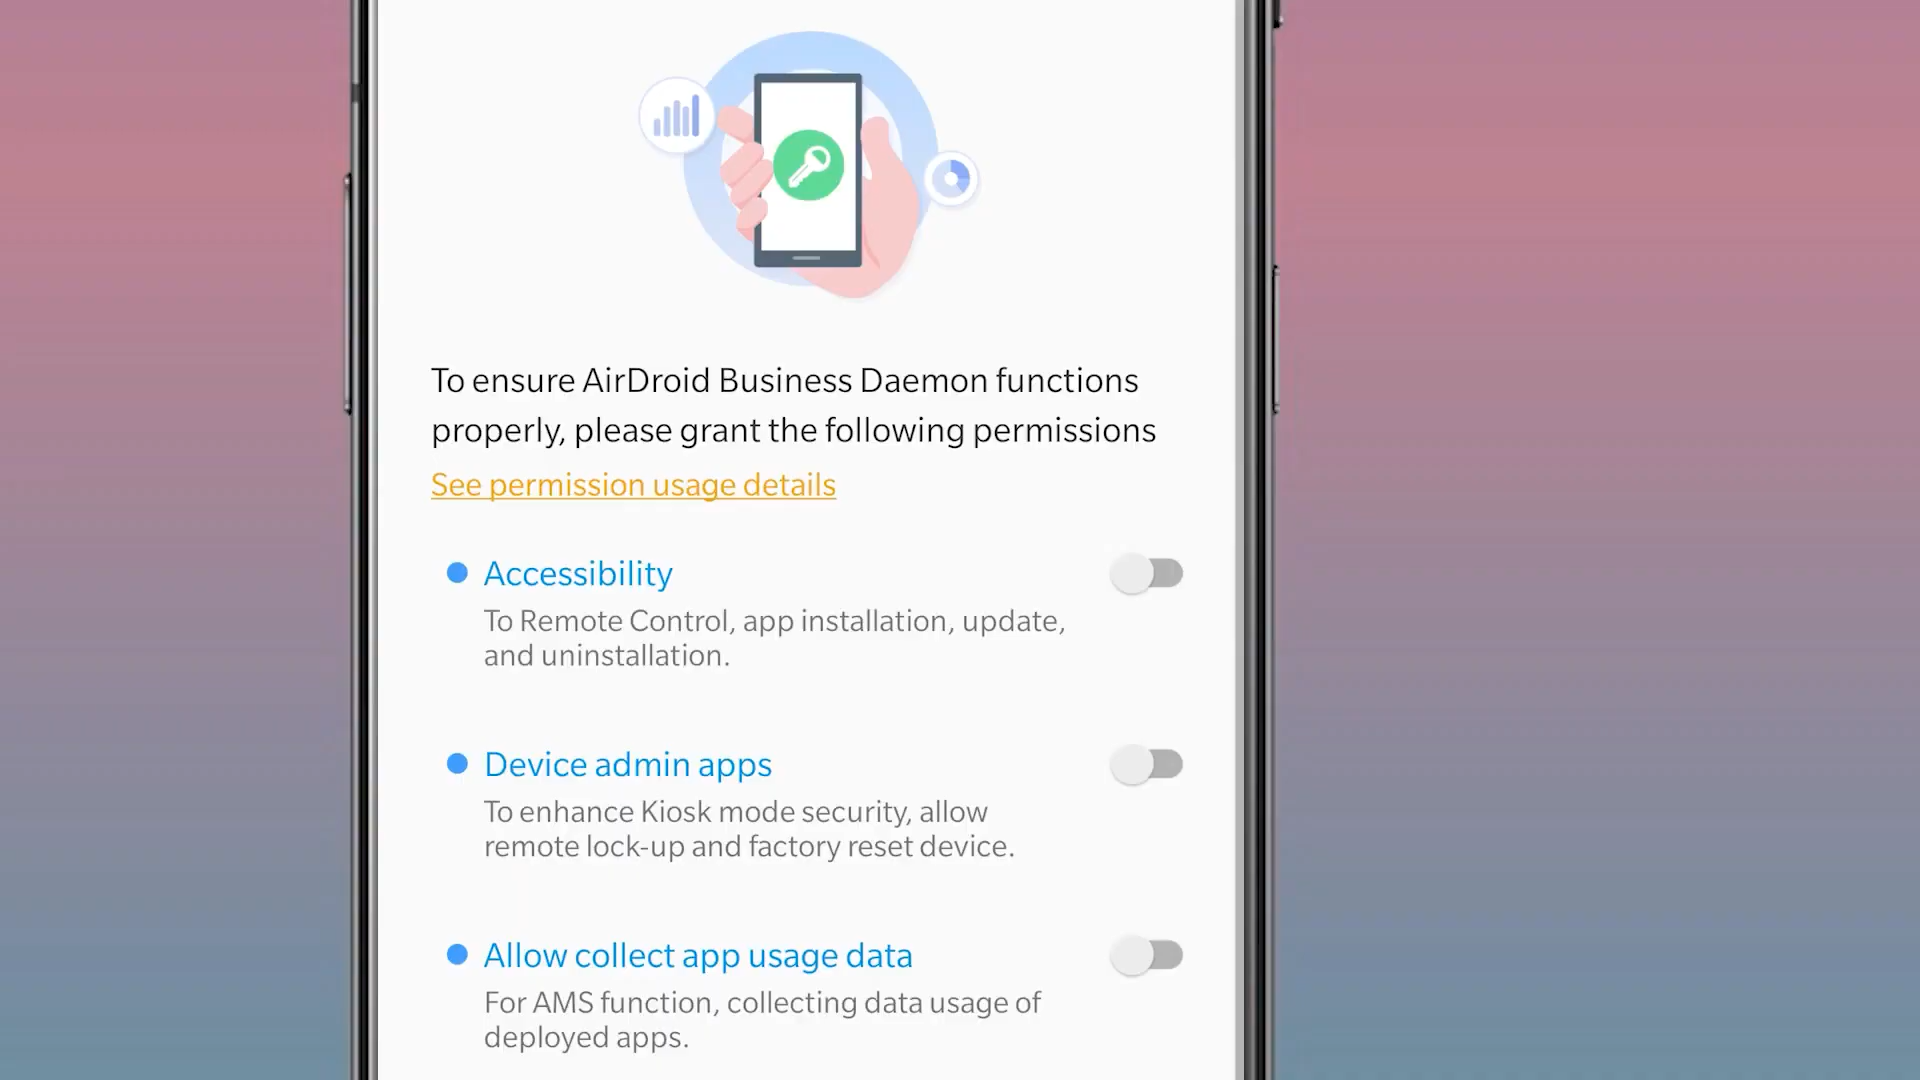 To ensure AirDroid Business Daemon functions
properly, please grant the following permissions
See permission usage details
Accessibility
To Remote Control, app installation, update,
and uninstallation.
Device admin apps
To enhance Kiosk mode security, allow
remote lock-up and factory reset device.
Allow collect app usage data
For AMS function, collecting data usage of
deployed apps.